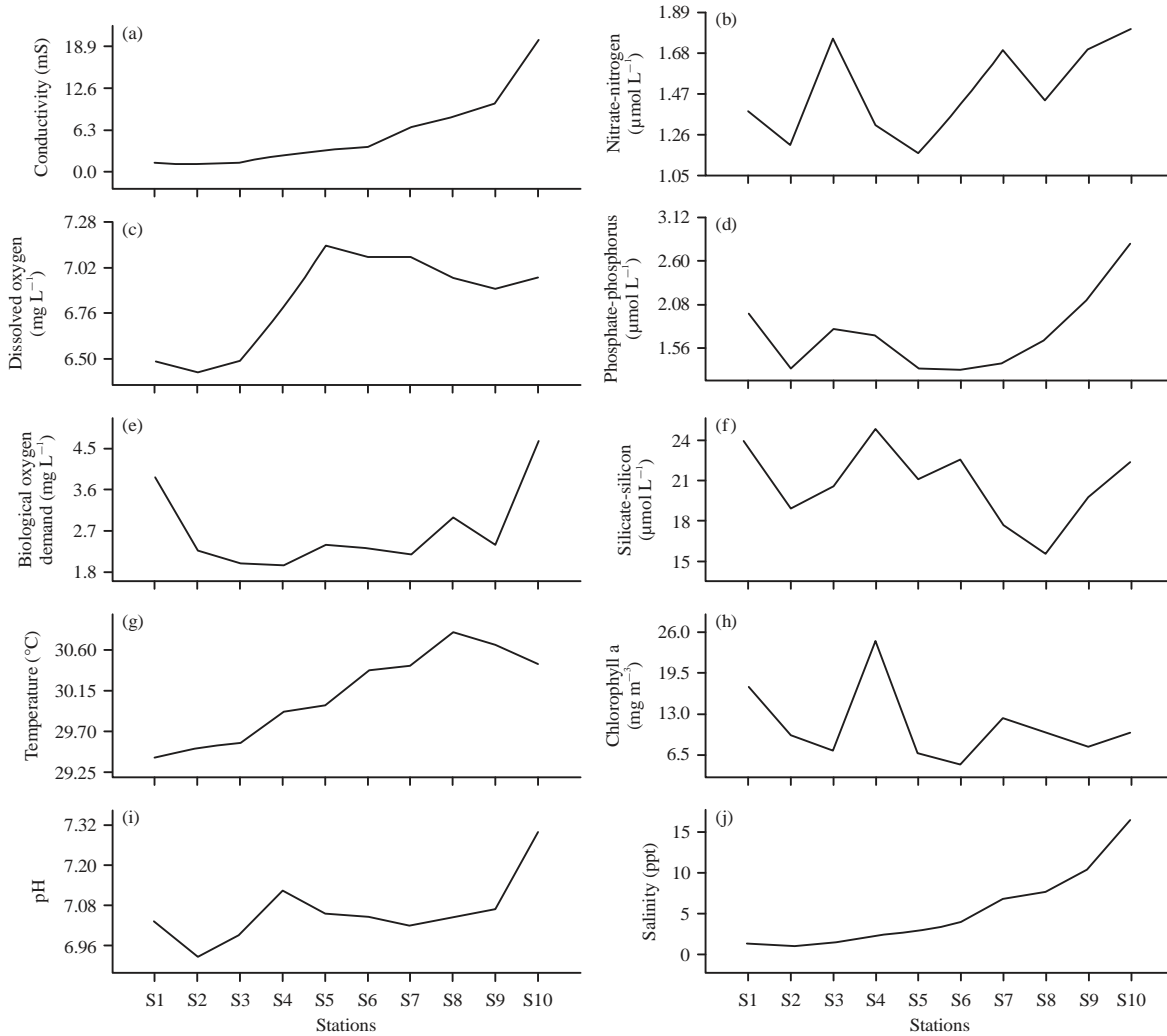 (a)
Conductivity (mS)
18.9
12.6
6.3
0.0
(b)
Nitrate-nitrogen
(µmol L−1)
1.89
1.68
1.47
1.26
1.05
(c)
Dissolved oxygen
(mg L−1)
7.28
7.02
6.76
6.50
(d)
Phosphate-phosphorus
(µmol L−1)
3.12
2.60
2.08
1.56
(e)
Biological oxygen
demand (mg L−1)
4.5
3.6
2.7
1.8
(f)
Silicate-silicon
(µmol L−1)
24
21
18
15
(g)
Temperature (°C)
30.60
30.15
29.70
29.25
(h)
Chlorophyll a
(mg m−3)
26.0
19.5
13.0
6.5
(i)
pH
7.32
7.20
7.08
6.96
S1 S2 S3 S4 S5 S6 S7 S8 S9 S10
Stations
(j)
Salinity (ppt)
15
10
5
0
S1 S2 S3 S4 S5 S6 S7 S8 S9 S10
Stations